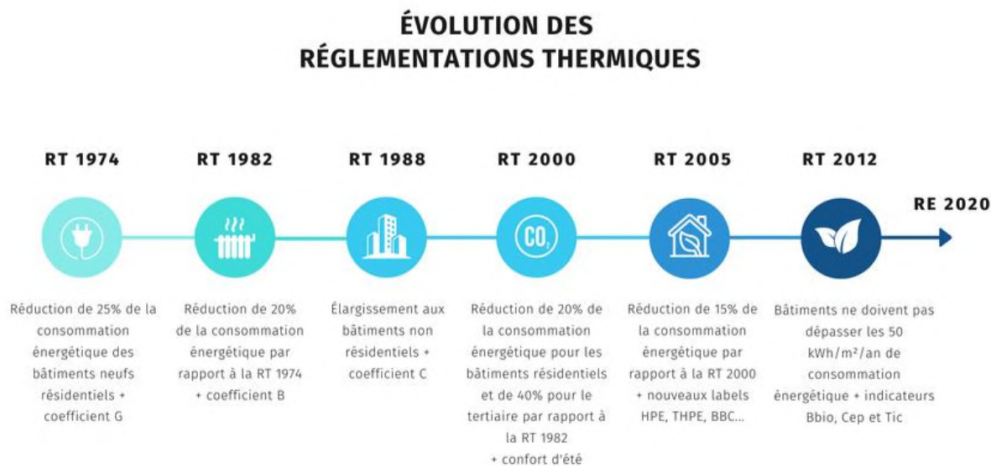 ÉVOLUTION DES
RÉGLEMENTATIONS THERMIQUES
RT 1974
RT 1982
RT 1988
RT 2000
RT 2005
RT 2012
RE 2020
CO₂
Réduction de 25% de la
consommation
énergétique des
bâtiments neufs
résidentiels +
coefficient G
Réduction de 20%
de la consommation
énergétique par
rapport à la RT 1974
+ coefficient B
Élargissement aux
bâtiments non
résidentiels +
coefficient C
Réduction de 20% de
la consommation
énergétique pour les
bâtiments résidentiels
et de 40% pour le
tertiaire par rapport à
la RT 1982
+ confort d'été
Réduction de 15% de
la consommation
énergétique par
rapport à la RT 2000
+ nouveaux labels
HPE, THPE, BBC...
Bâtiments ne doivent pas
dépasser les 50
kWh/m²/an de
consommation
énergétique + indicateurs
Bbio, Cep et Tic